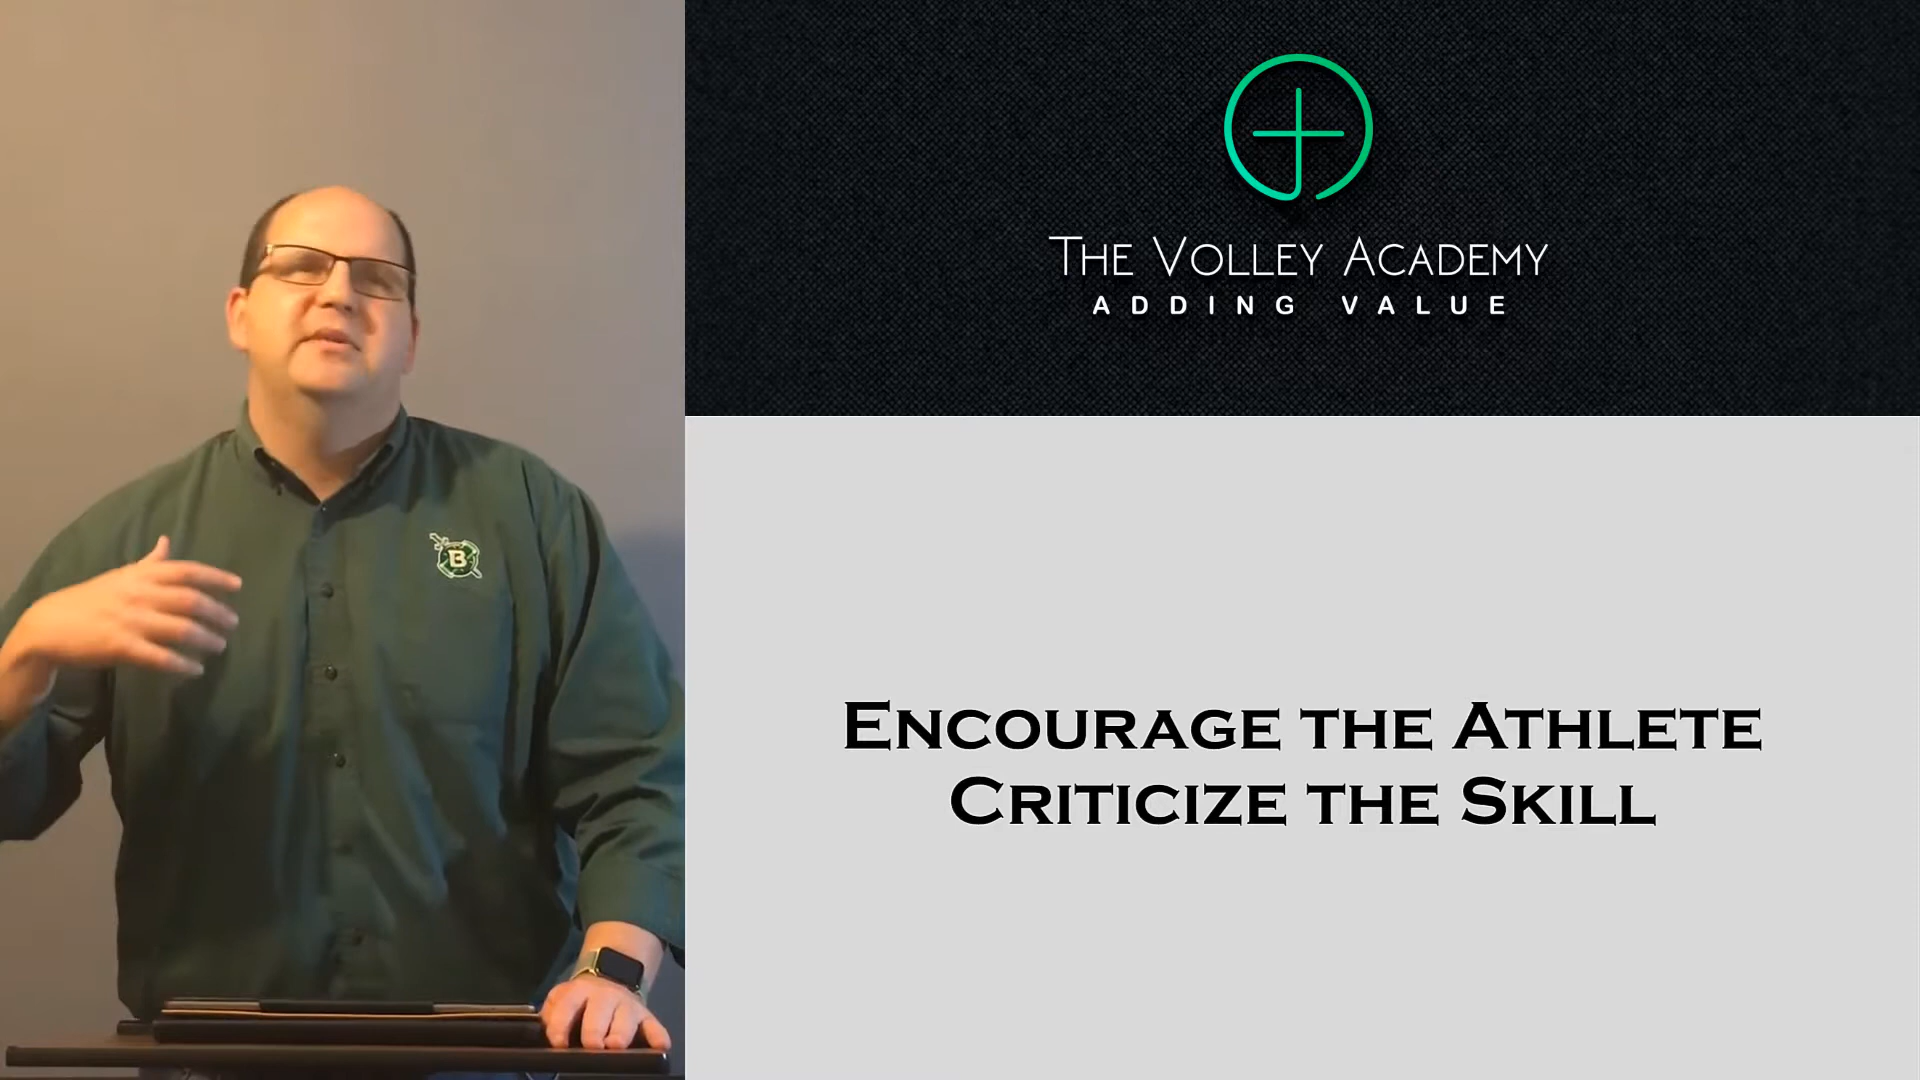 B
The Volley Academy
ADDING VALUE
Encourage the Athlete
Criticize the Skill